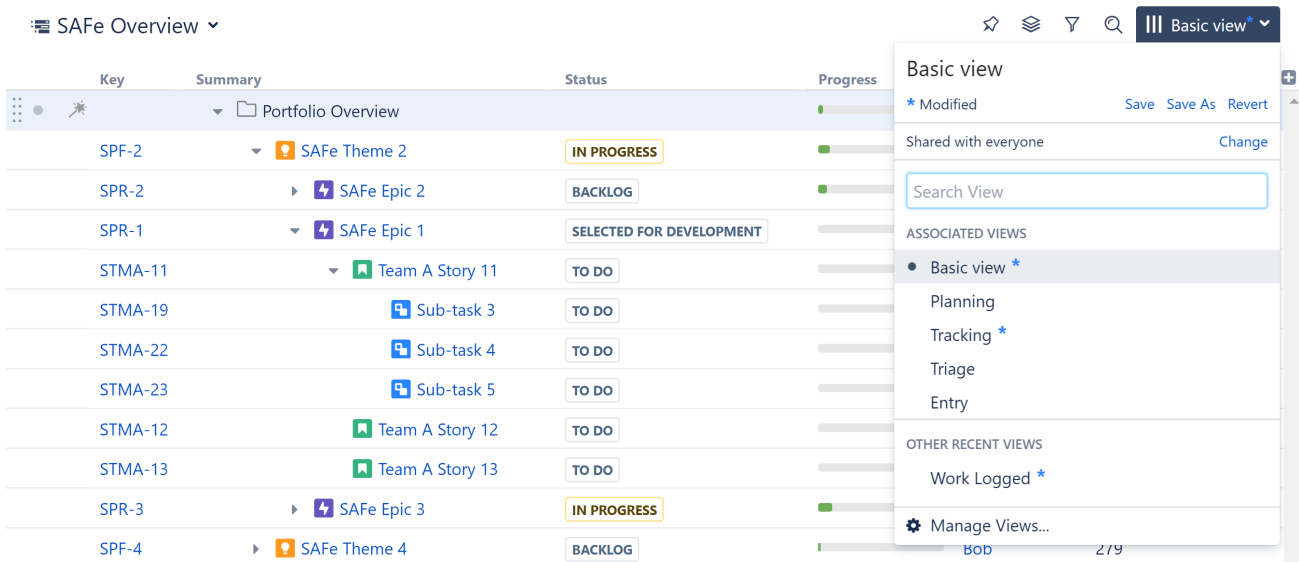 SAFe Overview
Basic view*
Key Summary Status Progress
Portfolio Overview
SPF-2 SAFe Theme 2 IN PROGRESS
SPR-2 SAFe Epic 2 BACKLOG
SPR-1 SAFe Epic 1 SELECTED FOR DEVELOPMENT
STMA-11 Team A Story 11 TO DO
STMA-19 Sub-task 3 TO DO
STMA-22 Sub-task 4 TO DO
STMA-23 Sub-task 5 TO DO
STMA-12 Team A Story 12 TO DO
STMA-13 Team A Story 13 TO DO
SPR-3 SAFe Epic 3 IN PROGRESS
SPF-4 SAFe Theme 4 BACKLOG Bob 279
Basic view
* Modified Save Save As Revert
Shared with everyone Change
Search View
ASSOCIATED VIEWS
Basic view *
Planning
Tracking *
Triage
Entry
OTHER RECENT VIEWS
Work Logged *
Manage Views...